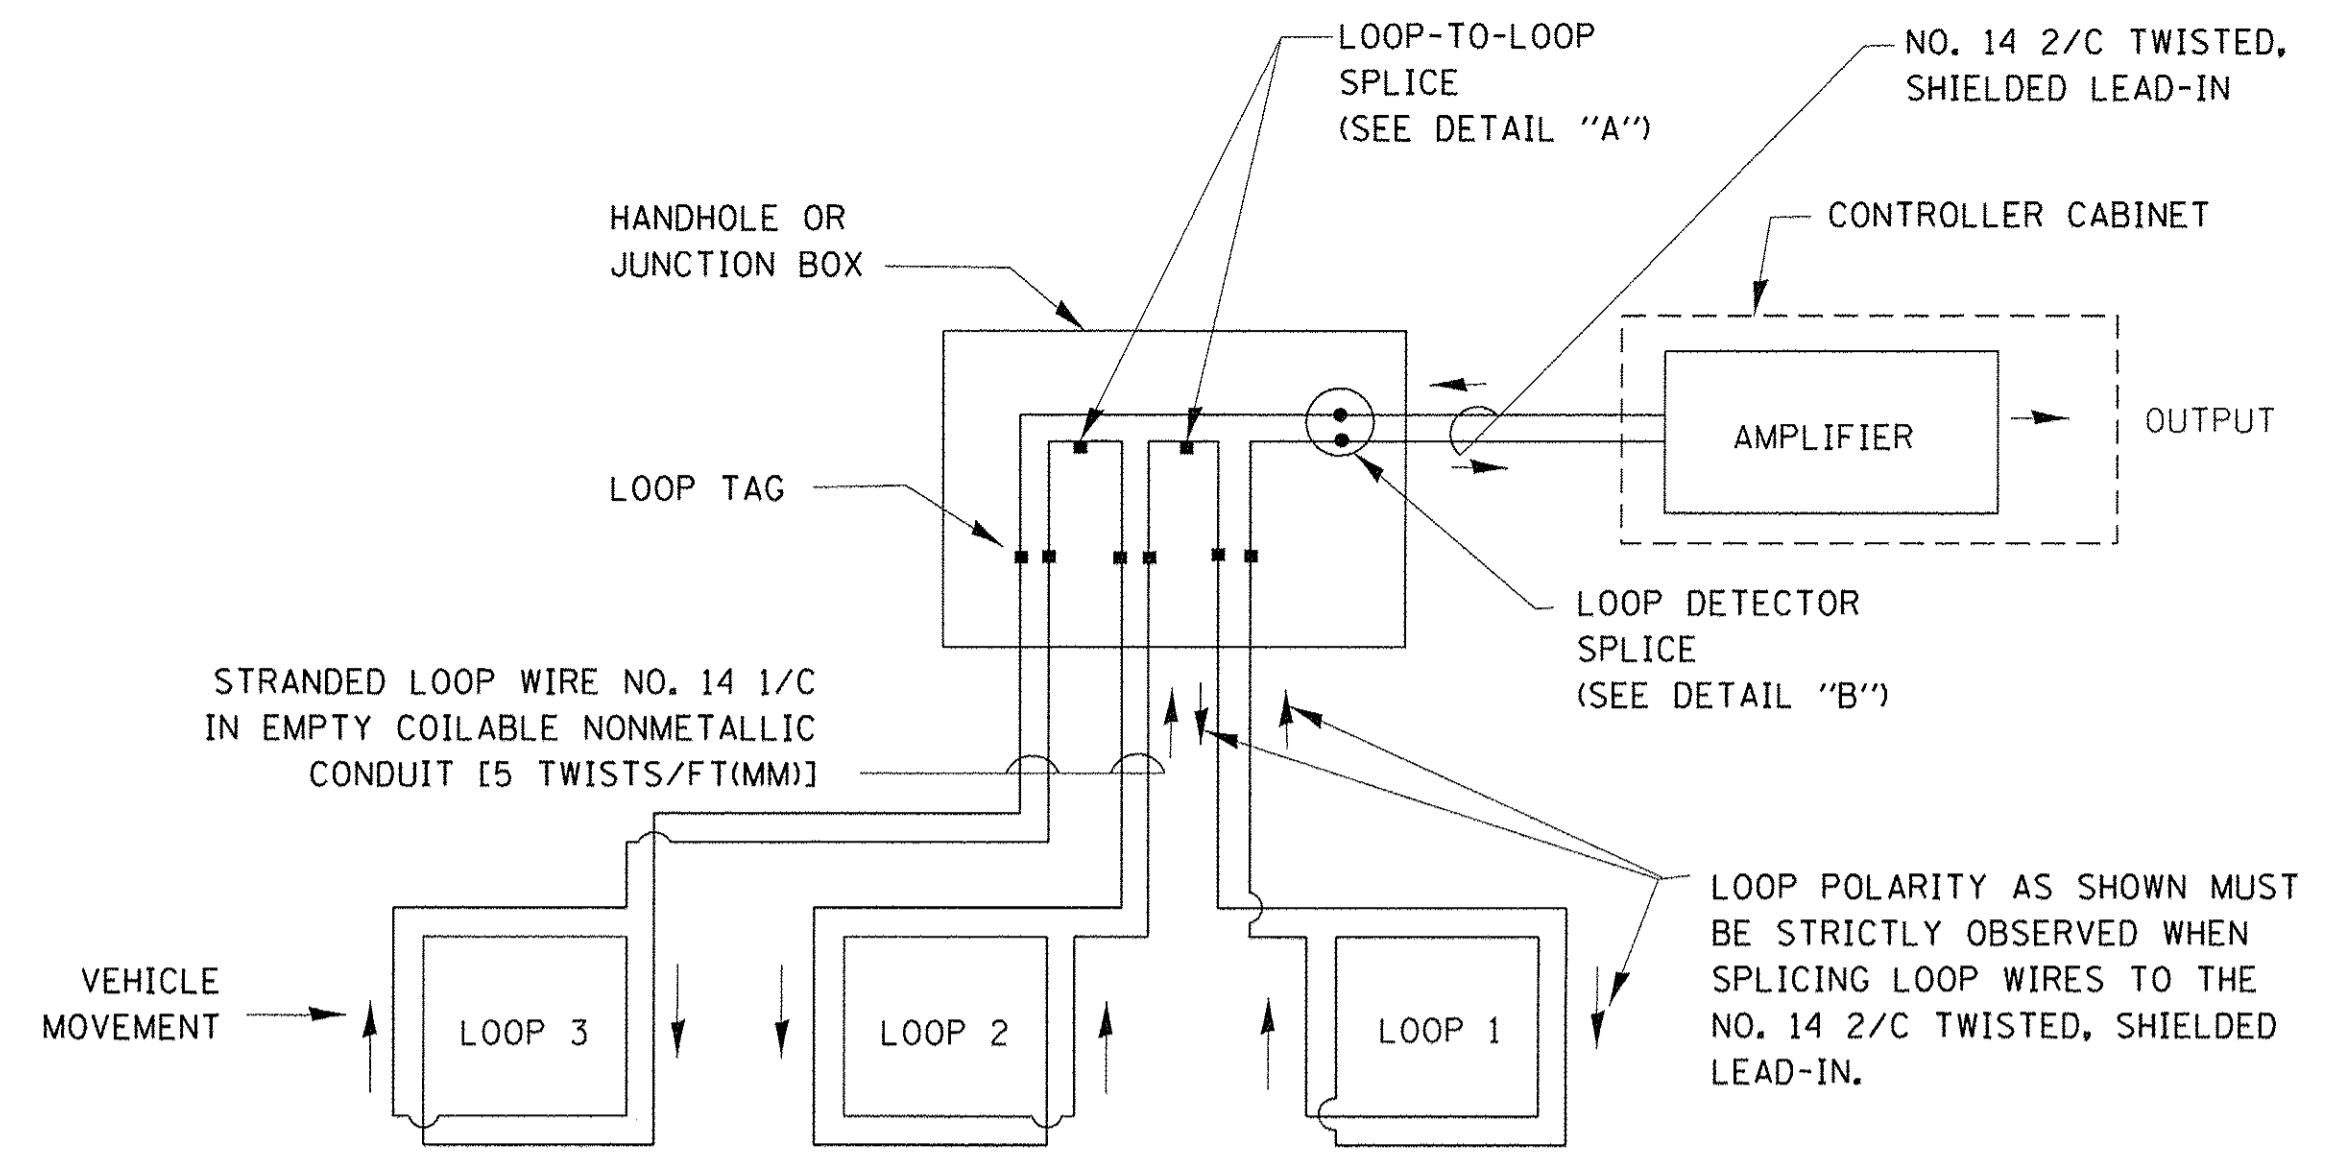 LOOP-TO-LOOP
SPLICE
(SEE DETAIL "A")
NO. 14 2/C TWISTED,
SHIELDED LEAD-IN
HANDHOLE OR
JUNCTION BOX
CONTROLLER CABINET
AMPLIFIER
OUTPUT
LOOP TAG
LOOP DETECTOR
SPLICE
(SEE DETAIL "B")
STRANDED LOOP WIRE NO. 14 1/C
IN EMPTY COILABLE NONMETALLIC
CONDUIT [5 TWISTS/FT(MM)]
LOOP POLARITY AS SHOWN MUST
BE STRICTLY OBSERVED WHEN
SPLICING LOOP WIRES TO THE
NO. 14 2/C TWISTED, SHIELDED
LEAD-IN.
VEHICLE
MOVEMENT
LOOP 3
LOOP 2
LOOP 1